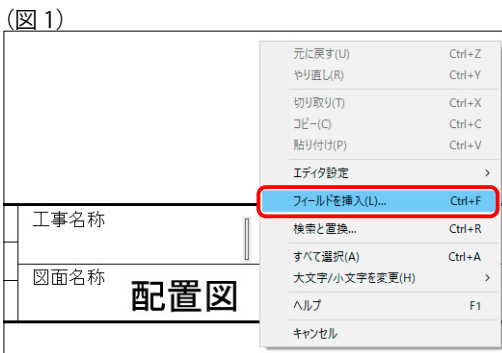 (図 1)
元に戻す(U) Ctrl+Z
やり直し(R) Ctrl+Y
切り取り(T) Ctrl+X
コピー(C) Ctrl+C
貼り付け(P) Ctrl+V
エディタ設定 >
フィールドを挿入(L)... Ctrl+F
検索と置換... Ctrl+R
すべて選択(A) Ctrl+A
大文字/小文字を変更(H) >
ヘルプ F1
キャンセル
工事名称
図面名称
配置図